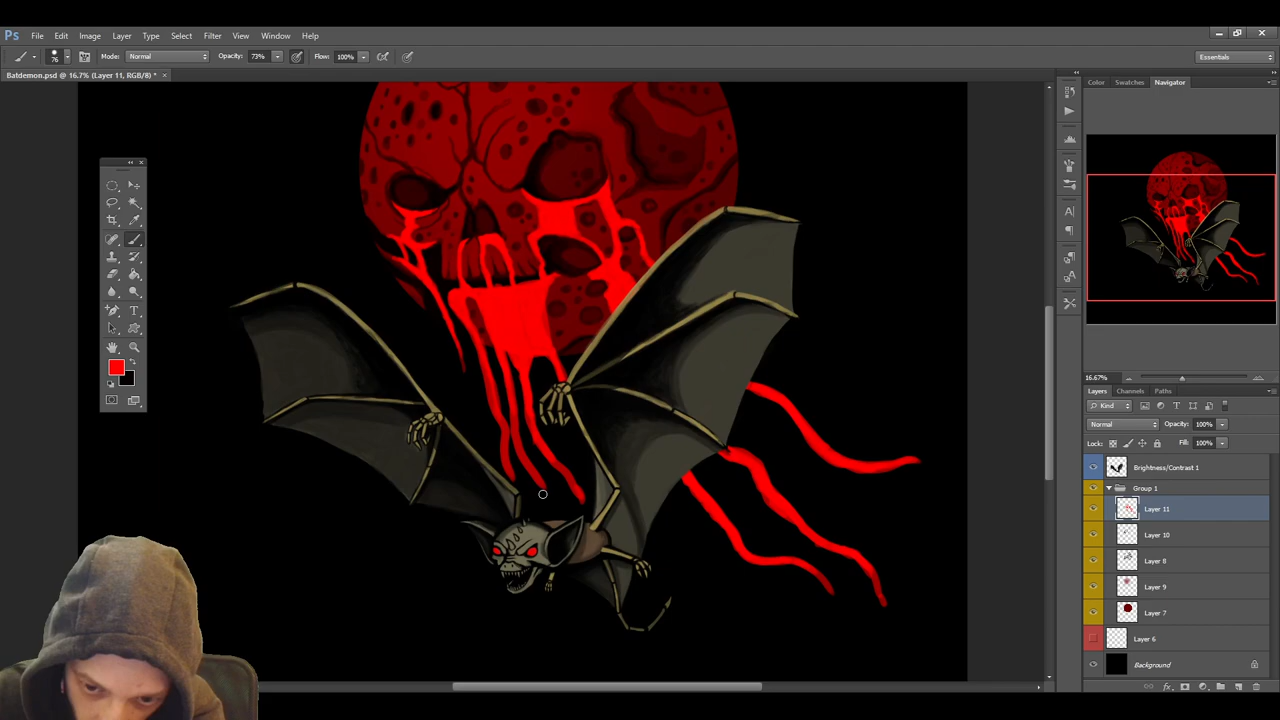 Ps File Edit Image Layer Type Select Filter View Window Help
76 Mode: Normal Opacity: 73% Flow: 100% Essentials
Batdemon.psd @ 16.7% (Layer 11, RGB/8) * ×
Color Swatches Navigator
16.67%
Layers Channels Paths
Kind
Normal Opacity: 100%
Lock: Fill: 100%
Brightness/Contrast 1
Group 1
Layer 11
Layer 10
Layer 8
Layer 9
Layer 7
Layer 6
Background